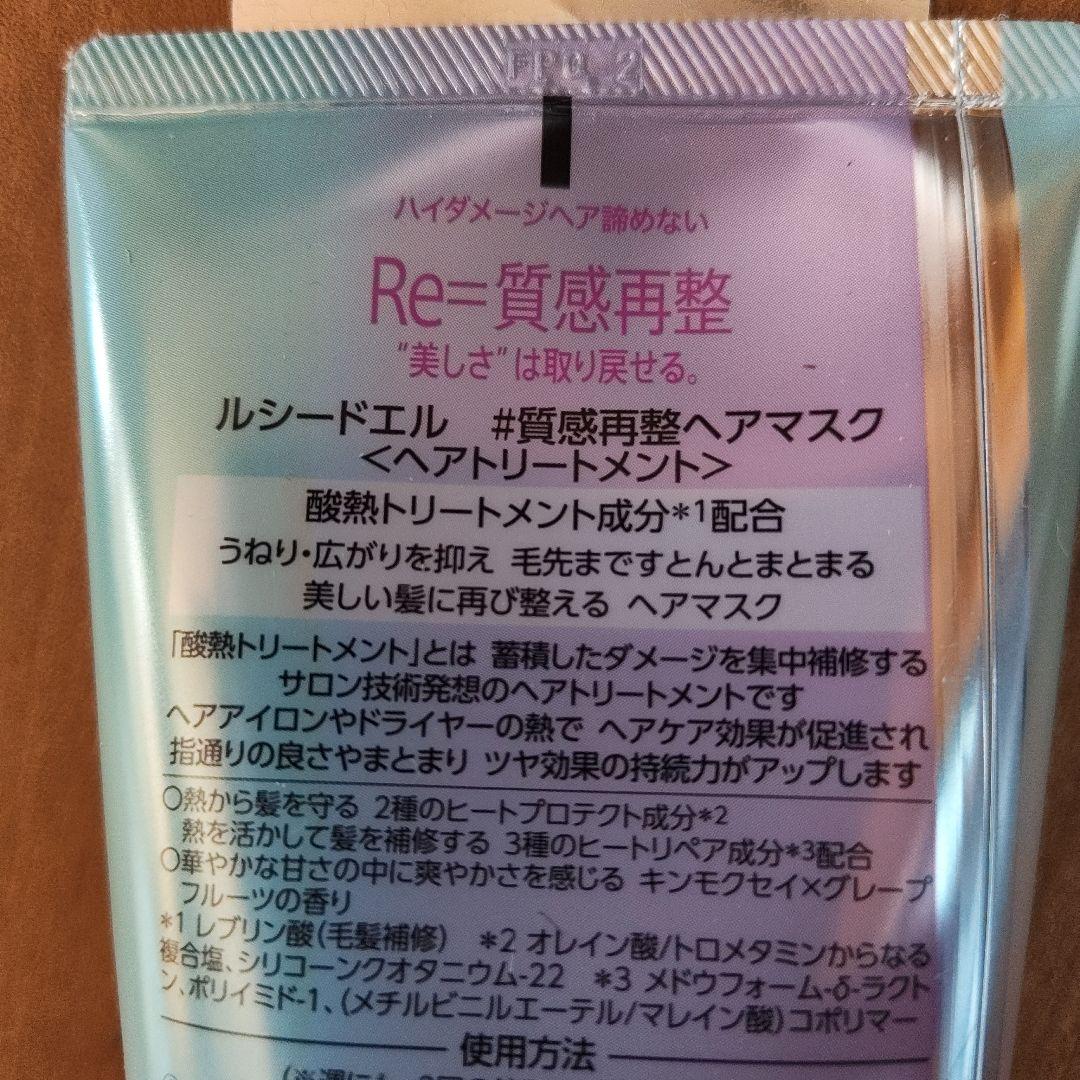 FPG 2
ハイダメージヘア諦めない
Re=質感再整
"美しさ"は取り戻せる。
ルシードエル #質感再整ヘアマスク
<ヘアトリートメント>
酸熱トリートメント成分*1配合
うねり・広がりを抑え 毛先まですとんとまとまる
美しい髪に再び整える ヘアマスク
「酸熱トリートメント」とは 蓄積したダメージを集中補修する
サロン技術発想のヘアトリートメントです
ヘアアイロンやドライヤーの熱で ヘアケア効果が促進され
指通りの良さやまとまり ツヤ効果の持続力がアップします
○熱から髪を守る 2種のヒートプロテクト成分*2
熱を活かして髪を補修する 3種のヒートリペア成分*3配合
○華やかな甘さの中に爽やかさを感じる キンモクセイ×グレープ
フルーツの香り
*1 レブリン酸(毛髪補修) *2 オレイン酸/トロメタミンからなる
複合塩、シリコーンクオタニウム-22 *3 メドウフォーム-δ-ラクト
ン、ポリイミド-1、(メチルビニルエーテル/マレイン酸)コポリマー
使用方法